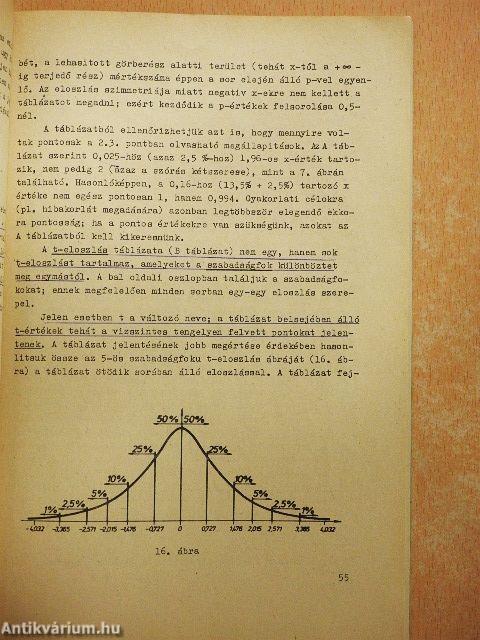 bét, a lehasított görberész alatti terület (tehát x-től a +∞ -
ig terjedő rész) mértékszáma éppen a sor elején álló p-vel egyen-
lő. Az eloszlás szimmetriája miatt negativ x-ekre nem kellett a
táblázatot megadni; ezért kezdődik a p-értékek felsorolása 0,5-
nél.
A táblázatból ellenőrizhetjük azt is, hogy mennyire vol-
tak pontosak a 2.3. pontban olvasható megállapítások. Az A táb-
lázat szerint 0,025-höz (azaz 2,5 %-hoz) 1,96-os x-érték tarto-
zik, nem pedig 2 (azaz a szórás kétszerese), mint a 7. ábrán
található. Hasonlóképpen, a 0,16-hoz (13,5% + 2,5%) tartozó x
értéke nem egész pontosan 1, hanem 0,994. Gyakorlati célokra
(pl. hibakorlát megadására) azonban legtöbbször elegendő ekko-
ra pontosság; ha a pontos értékekre van szükségünk, azokat az
A táblázatból kell kikeresnünk.
A t-eloszlás táblázata (B táblázat) nem egy, hanem sok
t-eloszlást tartalmaz, amelyeket a szabadságfok különböztet
meg egymástól. A bal oldali oszlopban találjuk a szabadságfo-
kokat; ennek megfelelően minden sorban egy-egy eloszlás szere-
pel.
Jelen esetben t a változó neve; a táblázat belsejében álló
t-értékek tehát a vizszintes tengelyen felvett pontokat jelen-
tenek. A táblázat jelentésének jobb megértése érdekében hason-
lítsuk össze az 5-ös szabadságfoku t-eloszlás ábráját (16. áb-
ra) a táblázat ötödik sorában álló eloszlással. A táblázat fej-
50% 50%
25% 25%
10% 10%
5% 5%
2,5% 2,5%
1% 1%
-4,032 -3,365 -2,571 -2,015 -1,476 -0,727 0 0,727 1,476 2,015 2,571 3,365 4,032
16. ábra
55
Antikvárium.hu